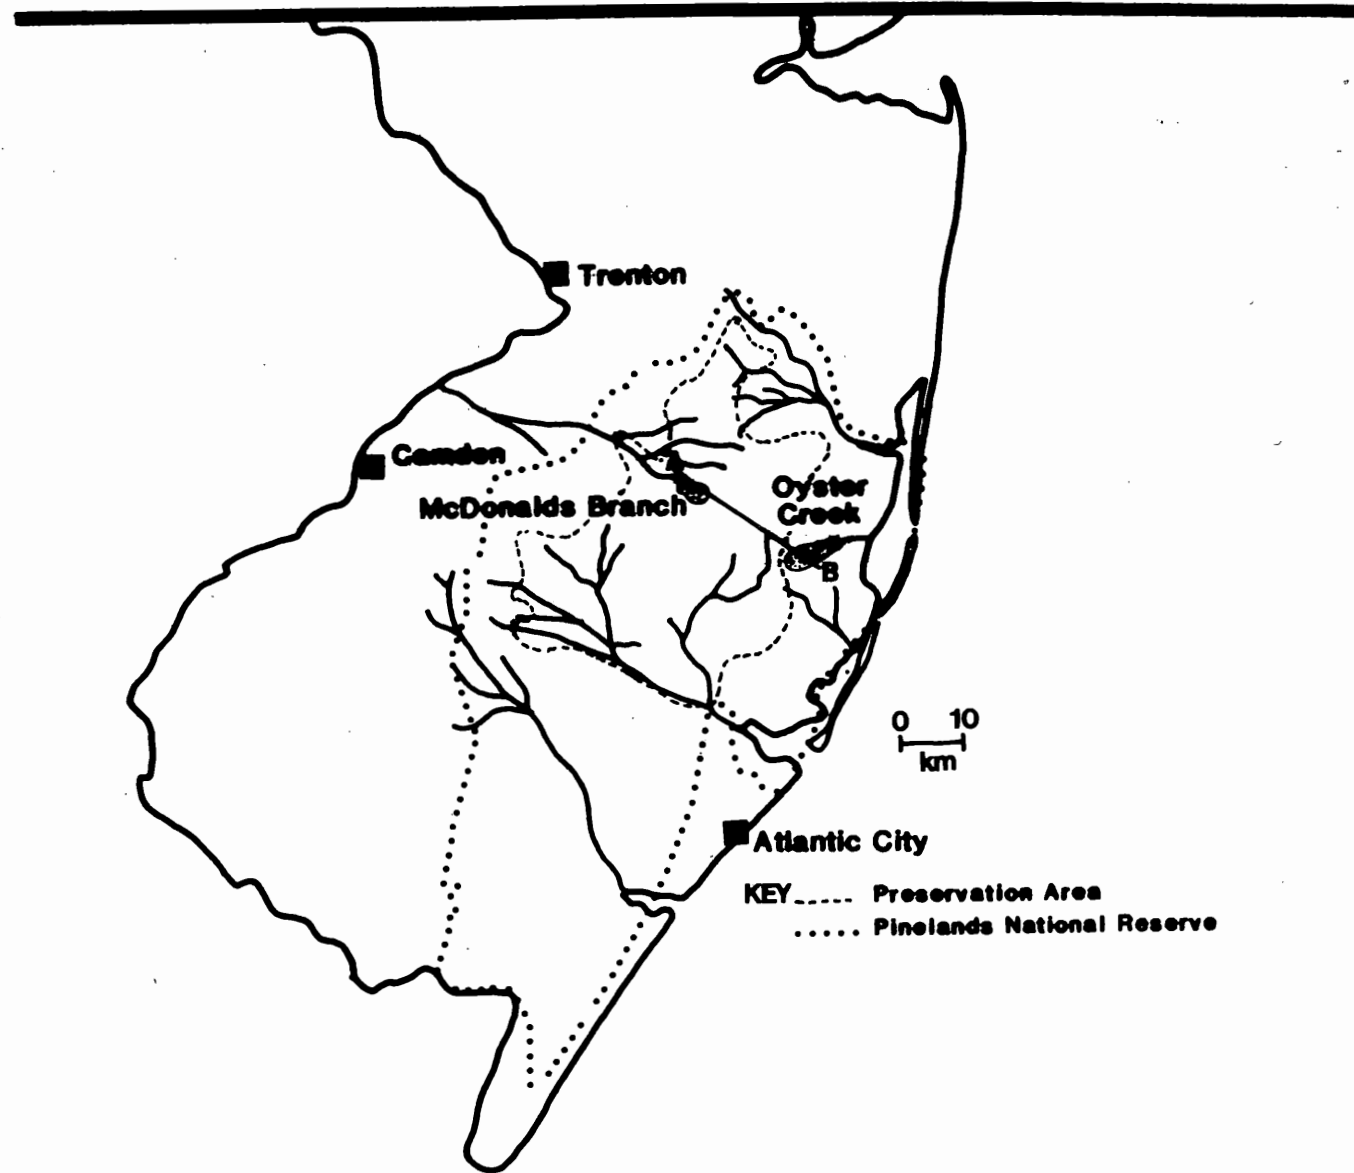 Trenton
Camden
Oyster
Creek
McDonalds Branch
B
0 10
km
Atlantic City
KEY ----- Preservation Area
..... Pinelands National Reserve